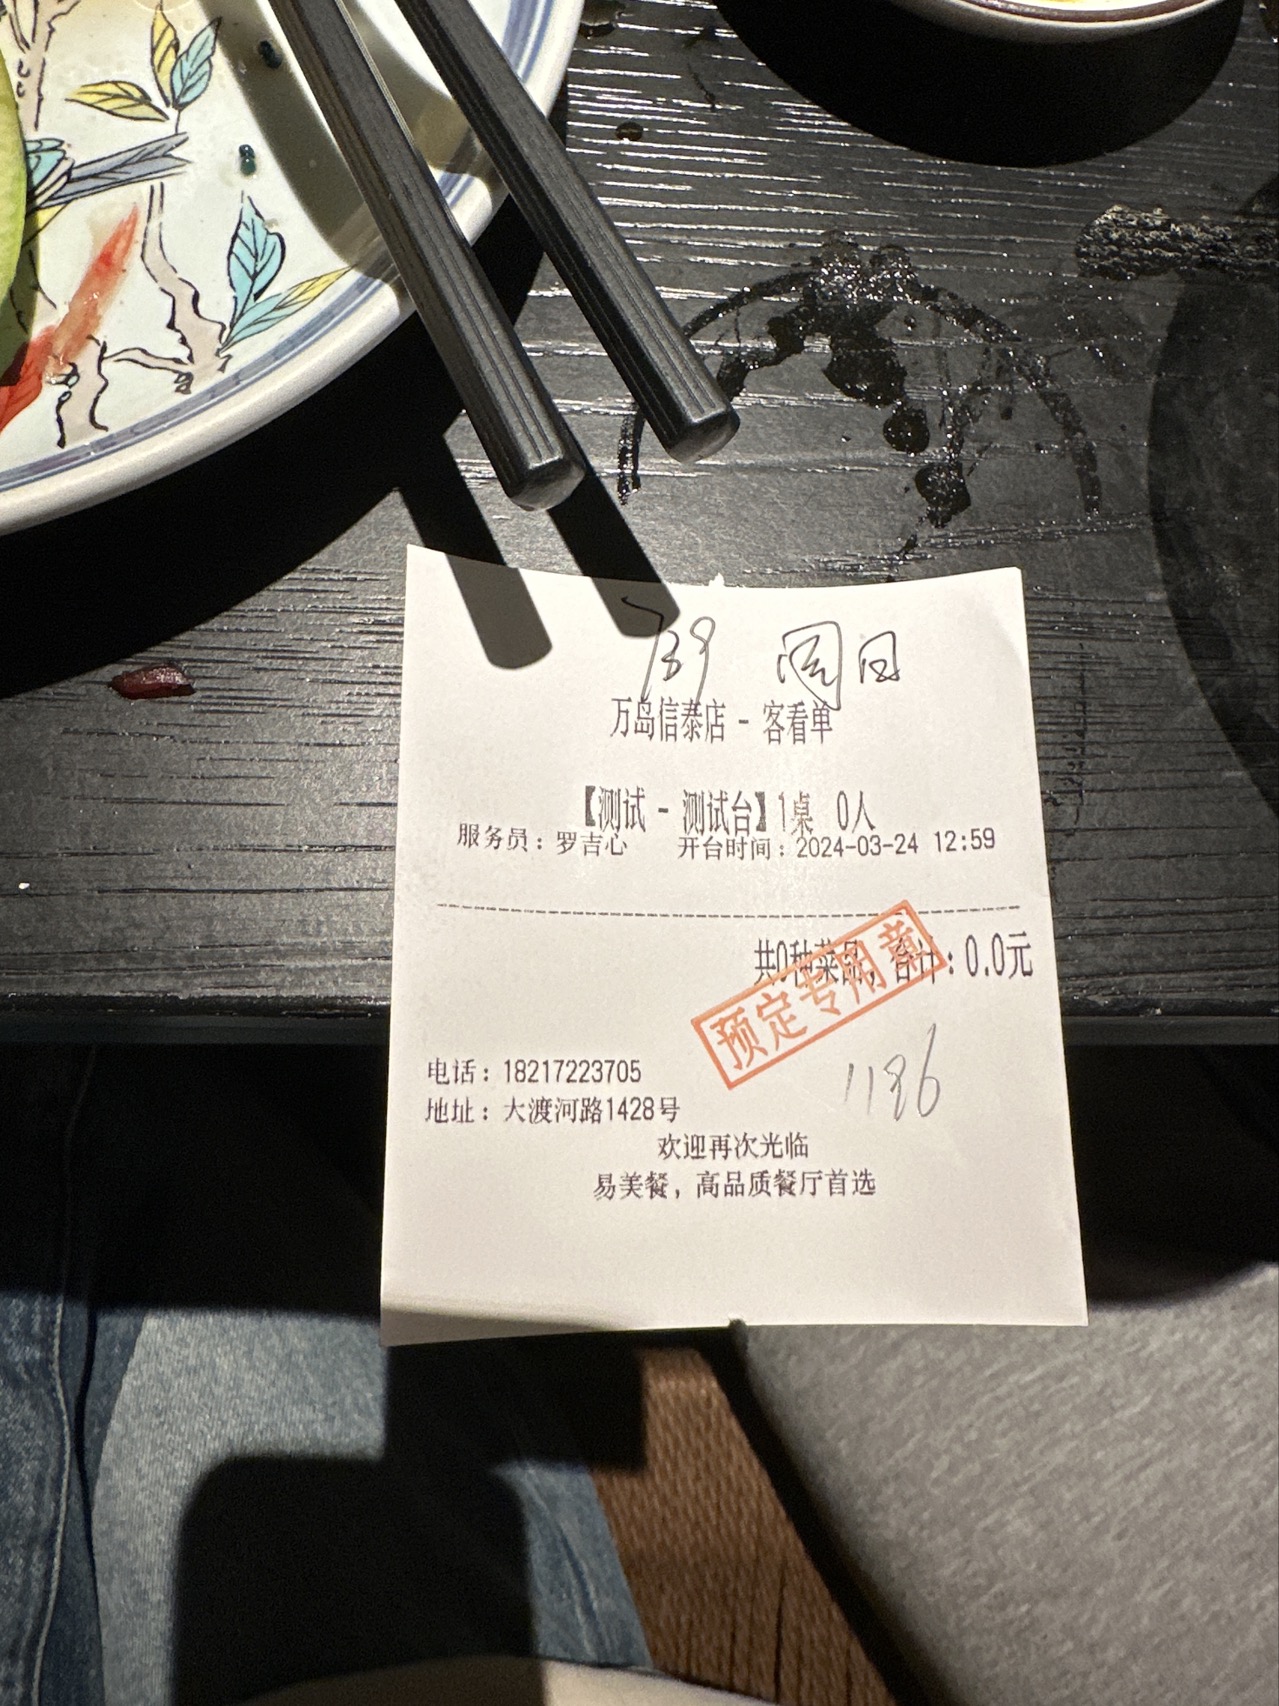 万岛信泰店 - 客看单
【测试 - 测试台】1桌 0人
服务员：罗吉心 开台时间：2024-03-24 12:59
共0种菜品，合计：0.0元
预定专用章
1186
电话：18217223705
地址：大渡河路1428号
欢迎再次光临
易美餐，高品质餐厅首选